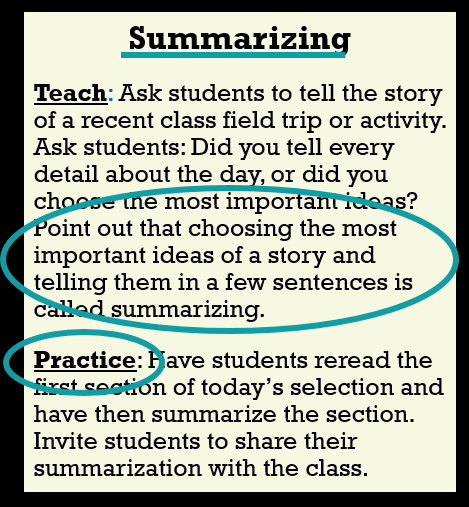 Summarizing
Teach: Ask students to tell the story
of a recent class field trip or activity.
Ask students: Did you tell every
detail about the day, or did you
choose the most important ideas?
Point out that choosing the most
important ideas of a story and
telling them in a few sentences is
called summarizing.
Practice: Have students reread the
first section of today's selection and
have then summarize the section.
Invite students to share their
summarization with the class.